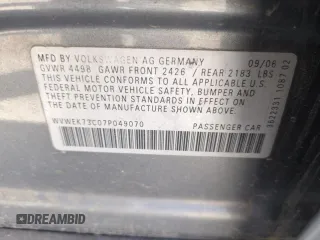 MFD. BY VOLKSWAGEN AG GERMANY 09/06
GVWR 4498 GAWR FRONT 2426 / REAR 2183 LBS
THIS VEHICLE CONFORMS TO ALL APPLICABLE U.S.
FEDERAL MOTOR VEHICLE SAFETY, BUMPER AND
THEFT PREVENTION STANDARDS IN EFFECT ON THE
DATE OF MANUFACTURE SHOWN ABOVE.
WVWEK73C07P049070 PASSENGER CAR
DREAMBID